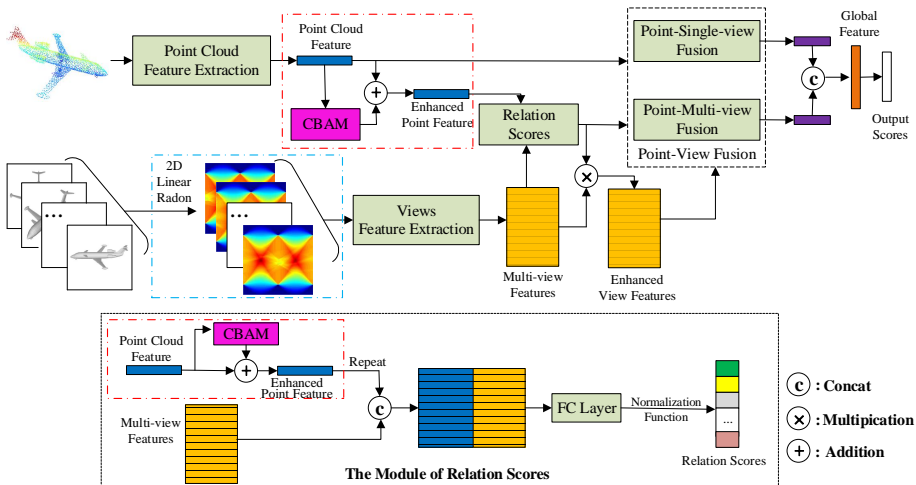 Point Cloud
Feature Extraction
Point Cloud
Feature
CBAM
+
Enhanced
Point Feature
Relation
Scores
Point-Single-view
Fusion
Point-Multi-view
Fusion
Point-View Fusion
c
Global
Feature
Output
Scores
2D
Linear
Radon
...
...
Views
Feature Extraction
×
Multi-view
Features
Enhanced
View Features
Point Cloud
Feature
CBAM
+
Enhanced
Point Feature
Repeat
Multi-view
Features
c
FC Layer
Normalization
Function
...
Relation Scores
The Module of Relation Scores
c : Concat
× : Multipication
+ : Addition